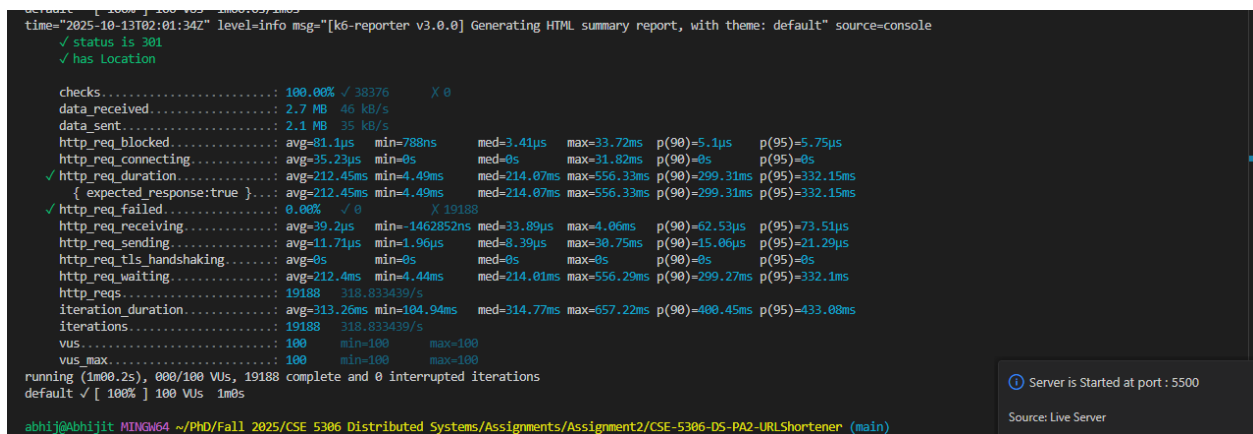 default ✓ [ 100% ] 100 VUs 1m00.0s/1m0s
time="2025-10-13T02:01:34Z" level=info msg="[k6-reporter v3.0.0] Generating HTML summary report, with theme: default" source=console
✓ status is 301
✓ has Location
checks.........................: 100.00% ✓ 38376 ✗ 0
data_received..................: 2.7 MB 46 kB/s
data_sent......................: 2.1 MB 35 kB/s
http_req_blocked...............: avg=81.1µs min=788ns med=3.41µs max=33.72ms p(90)=5.1µs p(95)=5.75µs
http_req_connecting............: avg=35.23µs min=0s med=0s max=31.82ms p(90)=0s p(95)=0s
✓ http_req_duration..............: avg=212.45ms min=4.49ms med=214.07ms max=556.33ms p(90)=299.31ms p(95)=332.15ms
{ expected_response:true }...: avg=212.45ms min=4.49ms med=214.07ms max=556.33ms p(90)=299.31ms p(95)=332.15ms
✓ http_req_failed................: 0.00% ✓ 0 ✗ 19188
http_req_receiving.............: avg=39.2µs min=-1462852ns med=33.89µs max=4.06ms p(90)=62.53µs p(95)=73.51µs
http_req_sending...............: avg=11.71µs min=1.96µs med=8.39µs max=30.75ms p(90)=15.06µs p(95)=21.29µs
http_req_tls_handshaking.......: avg=0s min=0s med=0s max=0s p(90)=0s p(95)=0s
http_req_waiting...............: avg=212.4ms min=4.44ms med=214.01ms max=556.29ms p(90)=299.27ms p(95)=332.1ms
http_reqs......................: 19188 318.833439/s
iteration_duration.............: avg=313.26ms min=104.94ms med=314.77ms max=657.22ms p(90)=400.45ms p(95)=433.08ms
iterations.....................: 19188 318.833439/s
vus............................: 100 min=100 max=100
vus_max........................: 100 min=100 max=100
running (1m00.2s), 000/100 VUs, 19188 complete and 0 interrupted iterations
default ✓ [ 100% ] 100 VUs 1m0s
Server is Started at port : 5500
Source: Live Server
abhij@Abhijit MINGW64 ~/PhD/Fall 2025/CSE 5306 Distributed Systems/Assignments/Assignment2/CSE-5306-DS-PA2-URLShortener (main)